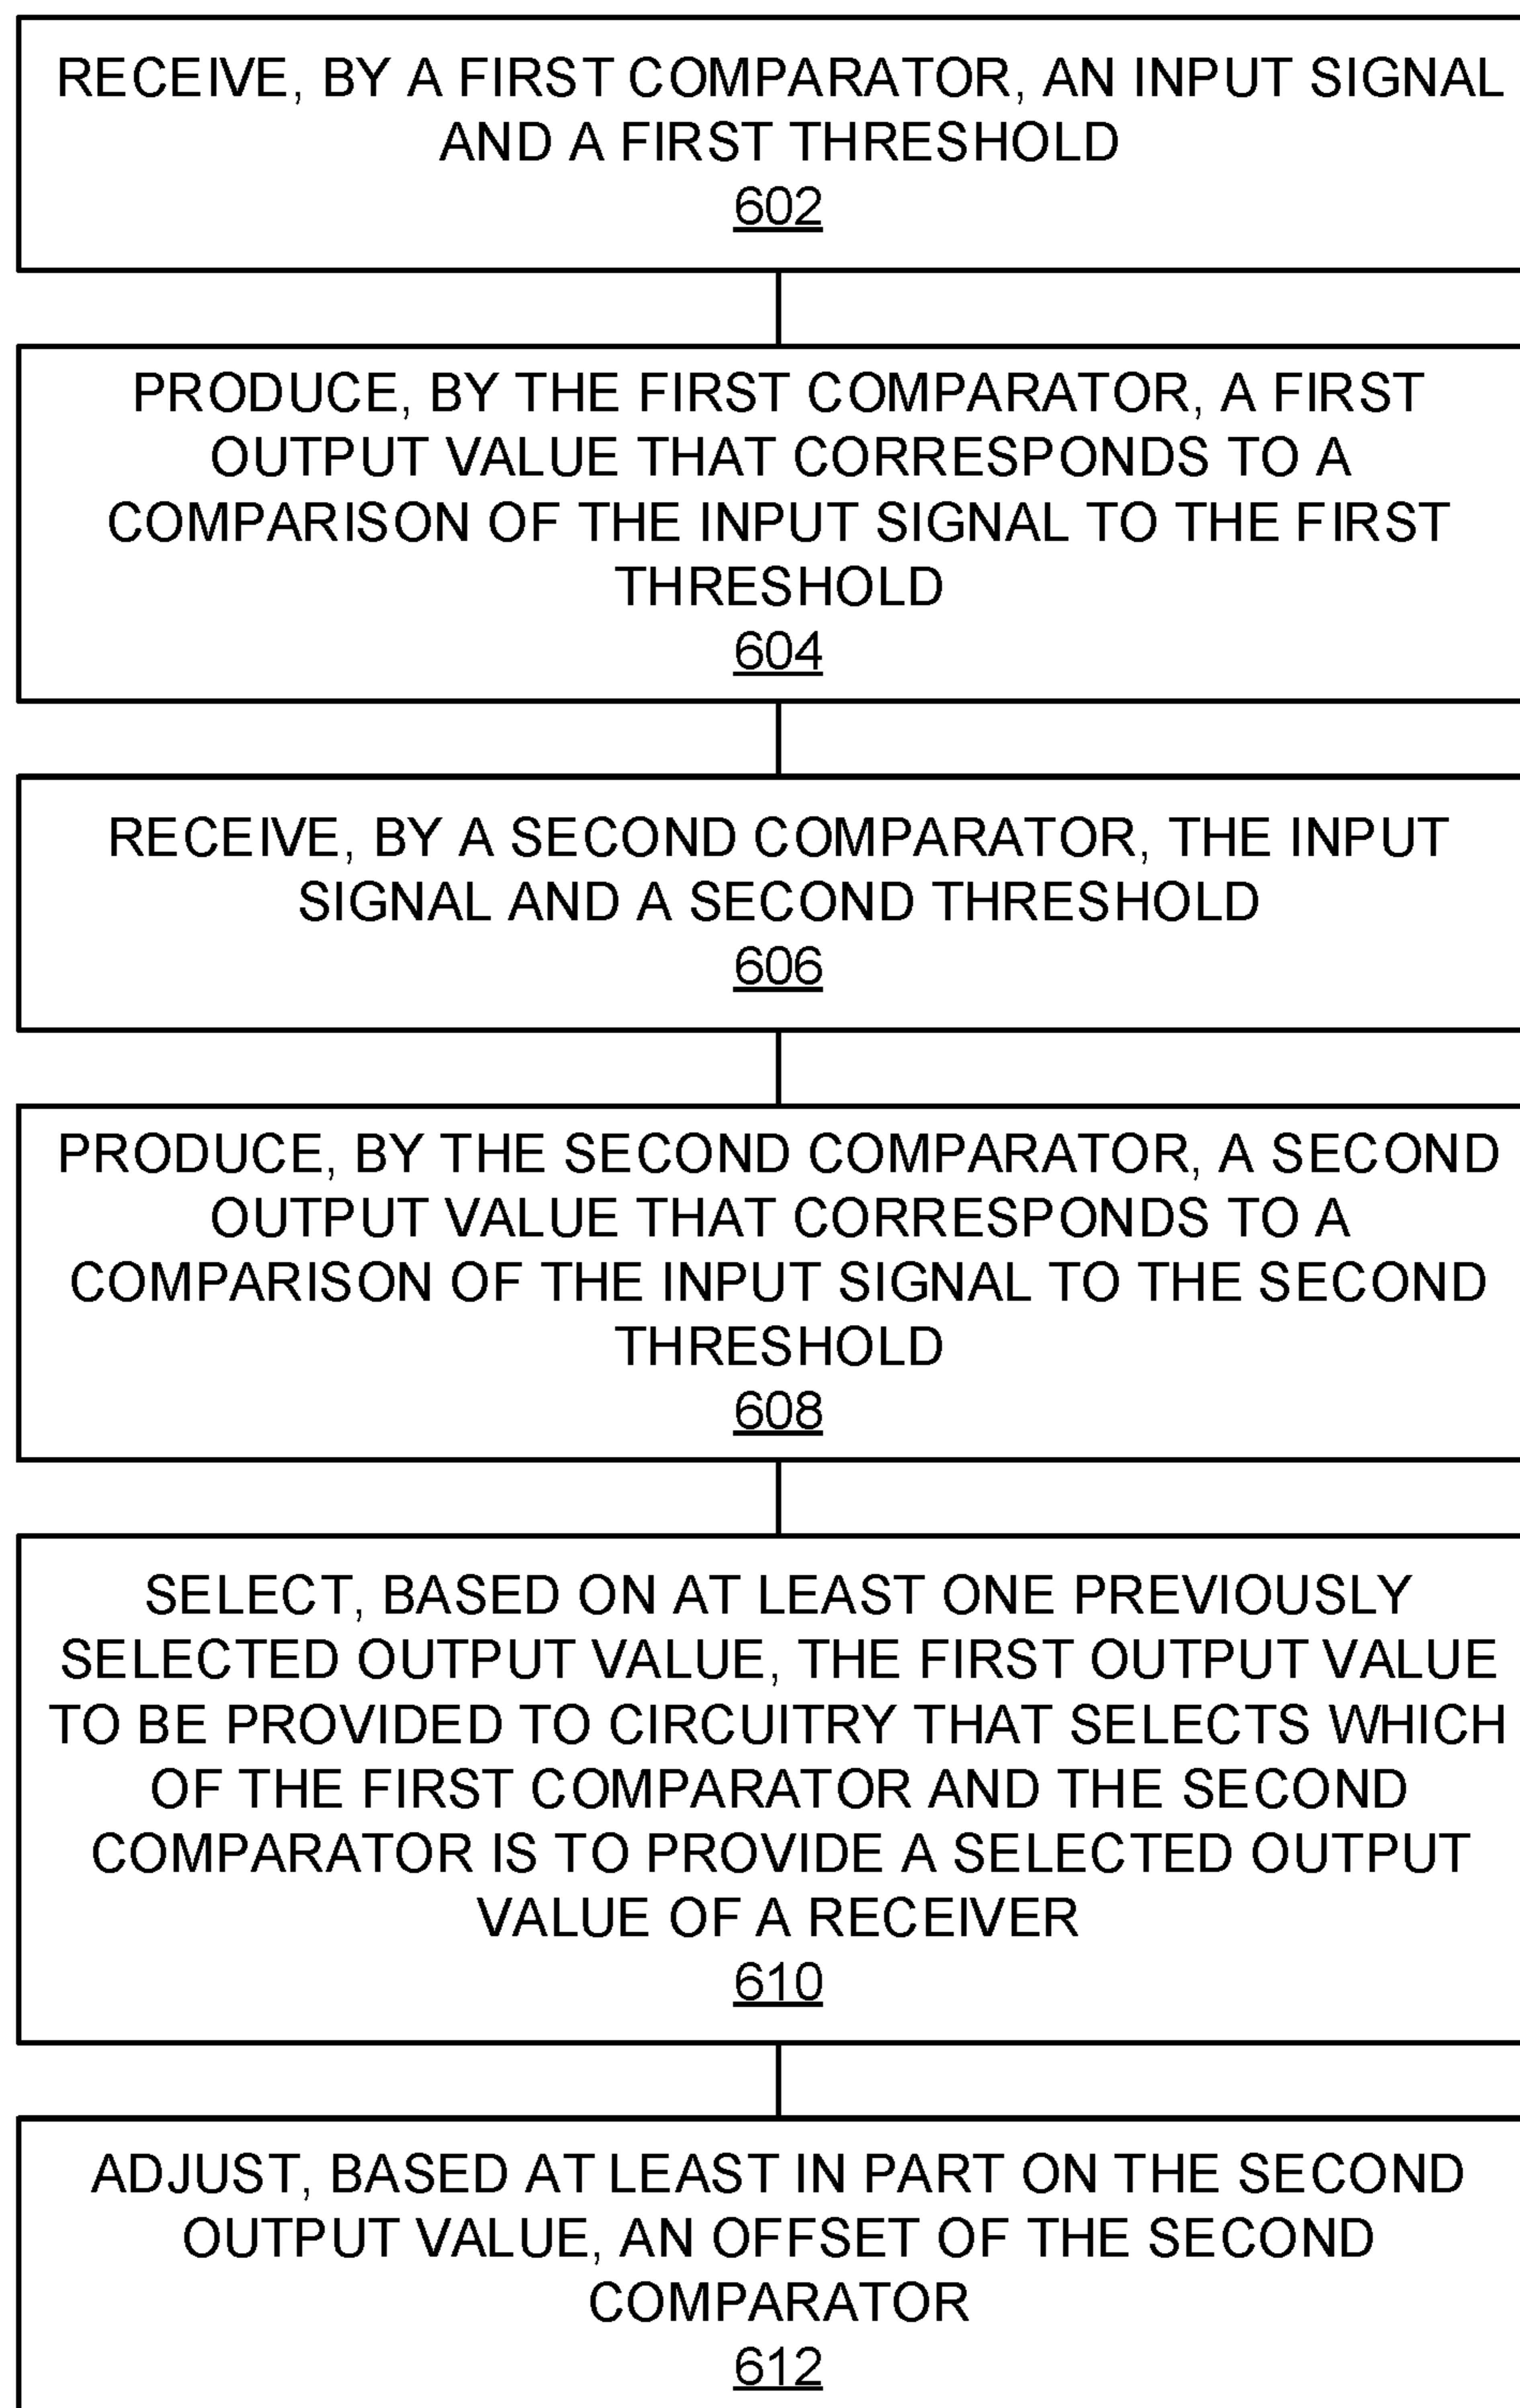 RECEIVE, BY A FIRST COMPARATOR, AN INPUT SIGNAL
AND A FIRST THRESHOLD
602
PRODUCE, BY THE FIRST COMPARATOR, A FIRST
OUTPUT VALUE THAT CORRESPONDS TO A
COMPARISON OF THE INPUT SIGNAL TO THE FIRST
THRESHOLD
604
RECEIVE, BY A SECOND COMPARATOR, THE INPUT
SIGNAL AND A SECOND THRESHOLD
606
PRODUCE, BY THE SECOND COMPARATOR, A SECOND
OUTPUT VALUE THAT CORRESPONDS TO A
COMPARISON OF THE INPUT SIGNAL TO THE SECOND
THRESHOLD
608
SELECT, BASED ON AT LEAST ONE PREVIOUSLY
SELECTED OUTPUT VALUE, THE FIRST OUTPUT VALUE
TO BE PROVIDED TO CIRCUITRY THAT SELECTS WHICH
OF THE FIRST COMPARATOR AND THE SECOND
COMPARATOR IS TO PROVIDE A SELECTED OUTPUT
VALUE OF A RECEIVER
610
ADJUST, BASED AT LEAST IN PART ON THE SECOND
OUTPUT VALUE, AN OFFSET OF THE SECOND
COMPARATOR
612